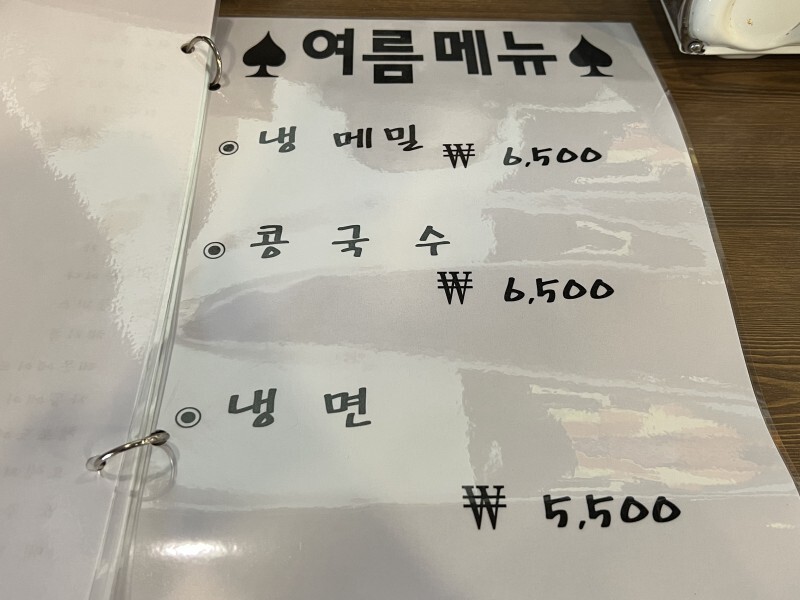 ♠여름메뉴♠
◉ 냉 메밀 ₩ 6,500
◉ 콩 국 수
₩ 6,500
◉ 냉 면
₩ 5,500